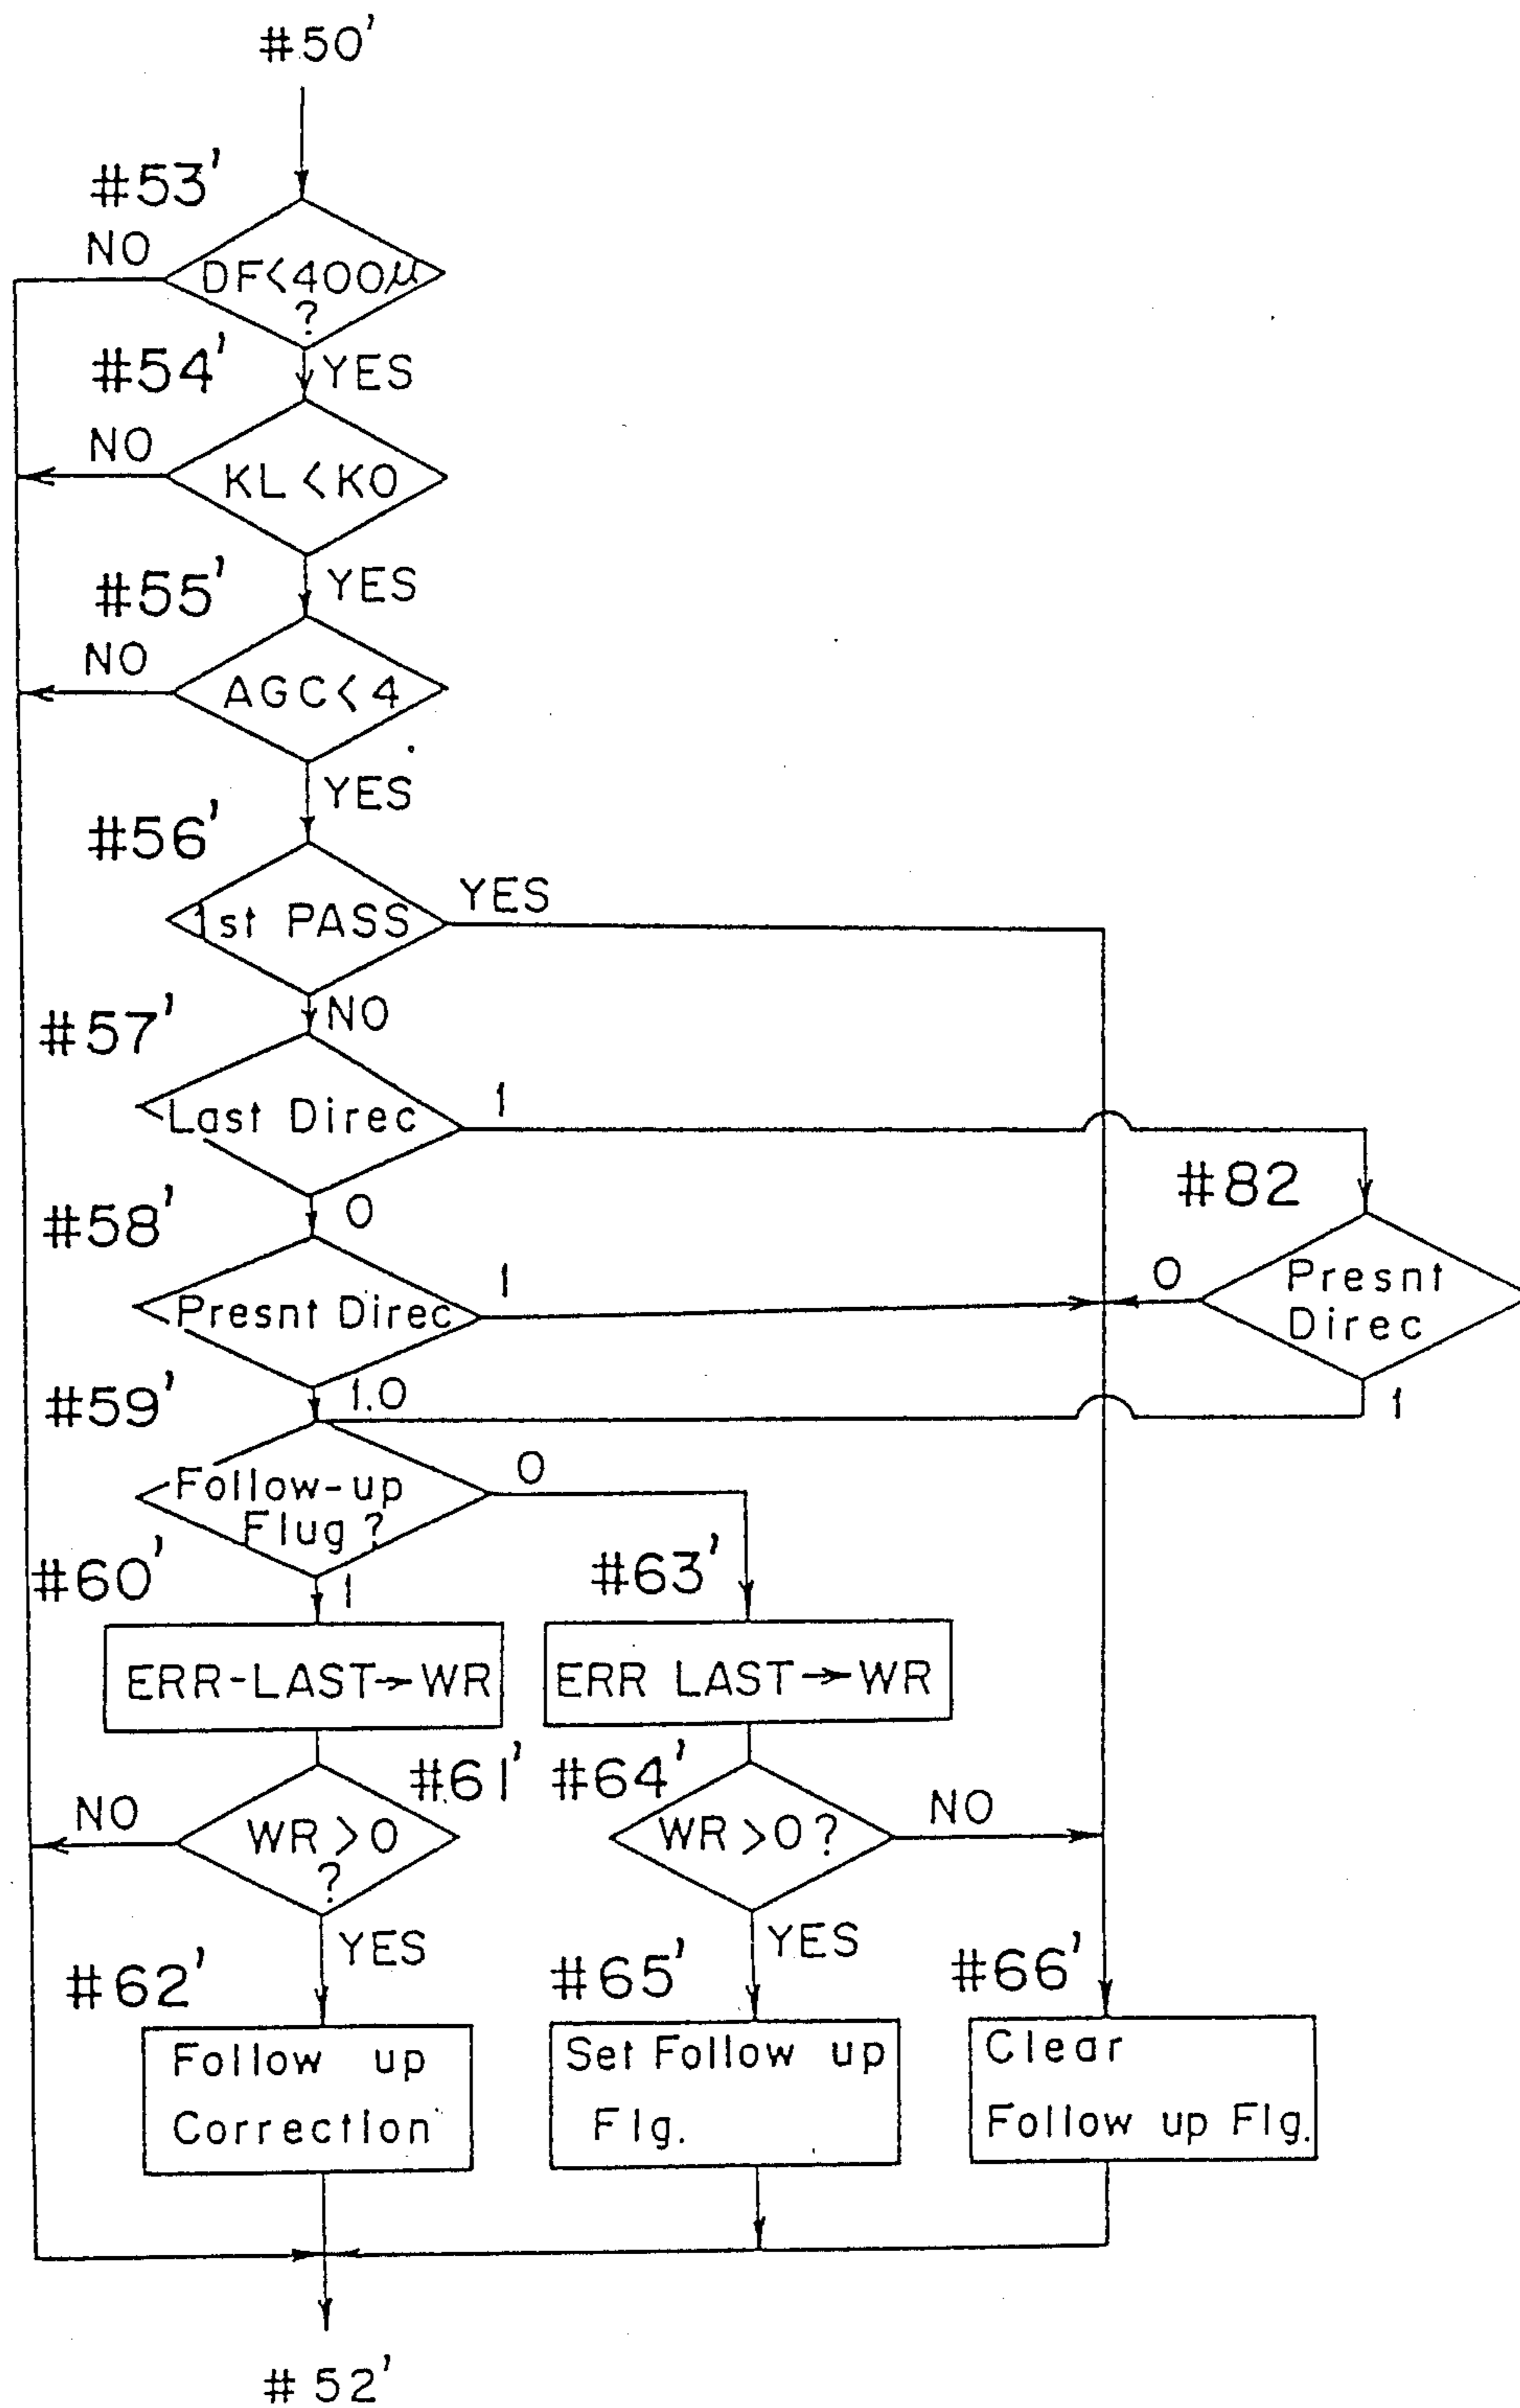 #50'
#53'
NO
DF<400μ
?
#54'
YES
NO
KL<KO
#55'
YES
NO
AGC<4
YES
#56'
YES
1st PASS
#57'
NO
Last Direc
1
#82
#58'
0
Presnt Direc
1
0
Presnt
Direc
#59'
1.0
1
Follow-up
Flug?
0
#60'
1
#63'
ERR-LAST→WR
ERR LAST→WR
#61'
#64'
NO
WR>0
?
WR>0?
NO
YES
YES
#62'
#65'
#66'
Follow up
Correction
Set Follow up
Flg.
Clear
Follow up Flg.
#52'